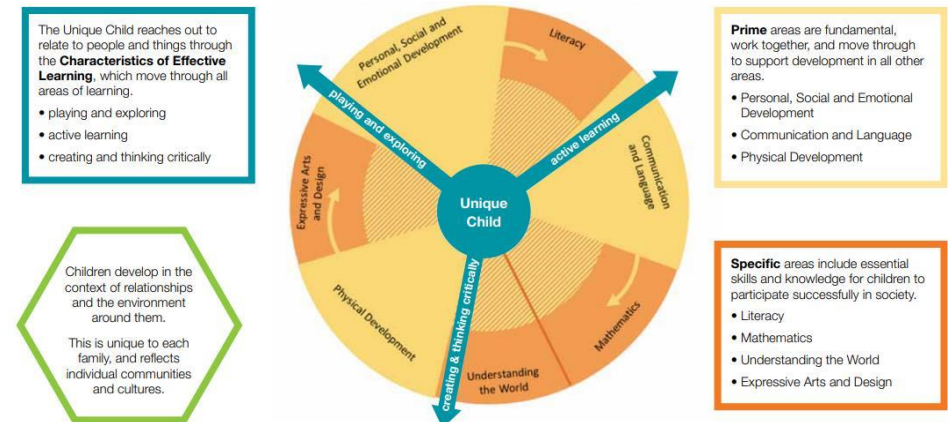 The Unique Child reaches out to
relate to people and things through
the Characteristics of Effective
Learning, which move through all
areas of learning.
• playing and exploring
• active learning
• creating and thinking critically
Children develop in the
context of relationships
and the environment
around them.
This is unique to each
family, and reflects
individual communities
and cultures.
Personal, Social and
Emotional Development
Literacy
playing and exploring
active learning
Communication
and Language
Expressive Arts
and Design
Unique
Child
Physical Development
creating & thinking critically
Mathematics
Understanding
the World
Prime areas are fundamental,
work together, and move through
to support development in all other
areas.
• Personal, Social and Emotional
Development
• Communication and Language
• Physical Development
Specific areas include essential
skills and knowledge for children to
participate successfully in society.
• Literacy
• Mathematics
• Understanding the World
• Expressive Arts and Design